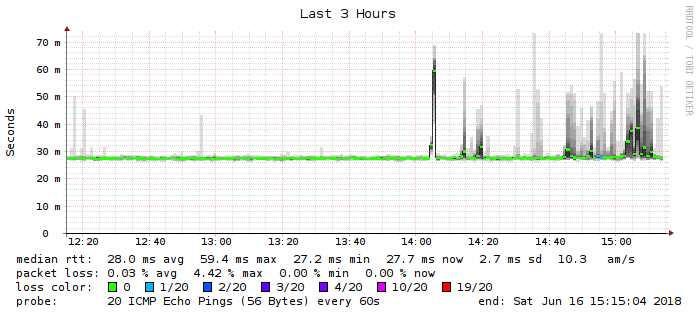 Last 3 Hours
RRDTOOL / TOBI OETIKER
Seconds
70 m
60 m
50 m
40 m
30 m
20 m
10 m
0
12:20 12:40 13:00 13:20 13:40 14:00 14:20 14:40 15:00
median rtt: 28.0 ms avg 59.4 ms max 27.2 ms min 27.7 ms now 2.7 ms sd 10.3 am/s
packet loss: 0.03 % avg 4.42 % max 0.00 % min 0.00 % now
loss color: 0 1/20 2/20 3/20 4/20 10/20 19/20
probe: 20 ICMP Echo Pings (56 Bytes) every 60s end: Sat Jun 16 15:15:04 2018